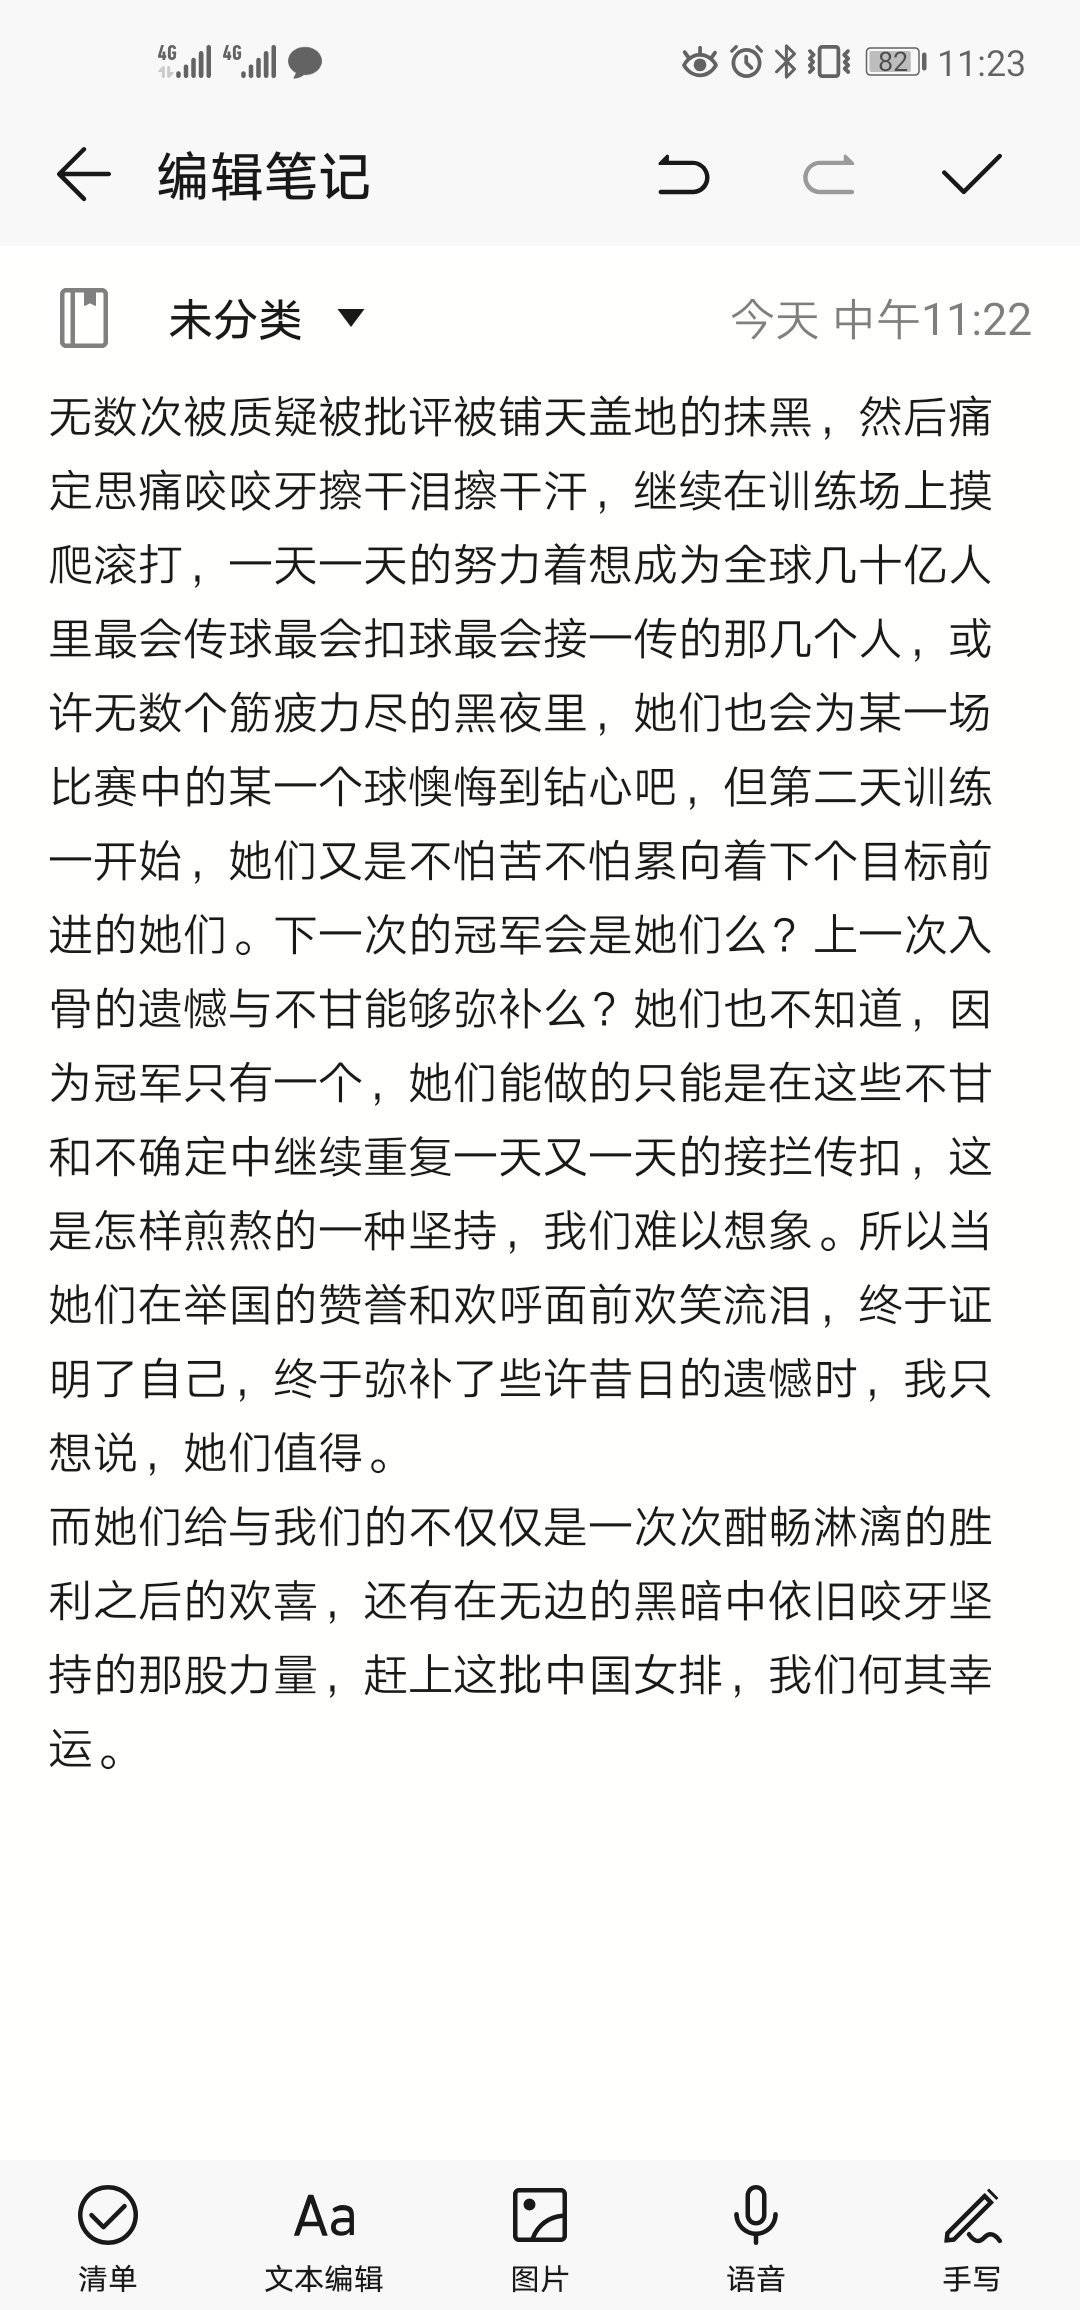 4G 4G 82 11:23
编辑笔记
未分类 今天 中午11:22
无数次被质疑被批评被铺天盖地的抹黑，然后痛
定思痛咬咬牙擦干泪擦干汗，继续在训练场上摸
爬滚打，一天一天的努力着想成为全球几十亿人
里最会传球最会扣球最会接一传的那几个人，或
许无数个筋疲力尽的黑夜里，她们也会为某一场
比赛中的某一个球懊悔到钻心吧，但第二天训练
一开始，她们又是不怕苦不怕累向着下个目标前
进的她们。下一次的冠军会是她们么？上一次入
骨的遗憾与不甘能够弥补么？她们也不知道，因
为冠军只有一个，她们能做的只能是在这些不甘
和不确定中继续重复一天又一天的接拦传扣，这
是怎样煎熬的一种坚持，我们难以想象。所以当
她们在举国的赞誉和欢呼面前欢笑流泪，终于证
明了自己，终于弥补了些许昔日的遗憾时，我只
想说，她们值得。
而她们给与我们的不仅仅是一次次酣畅淋漓的胜
利之后的欢喜，还有在无边的黑暗中依旧咬牙坚
持的那股力量，赶上这批中国女排，我们何其幸
运。
清单 文本编辑 图片 语音 手写
Aa